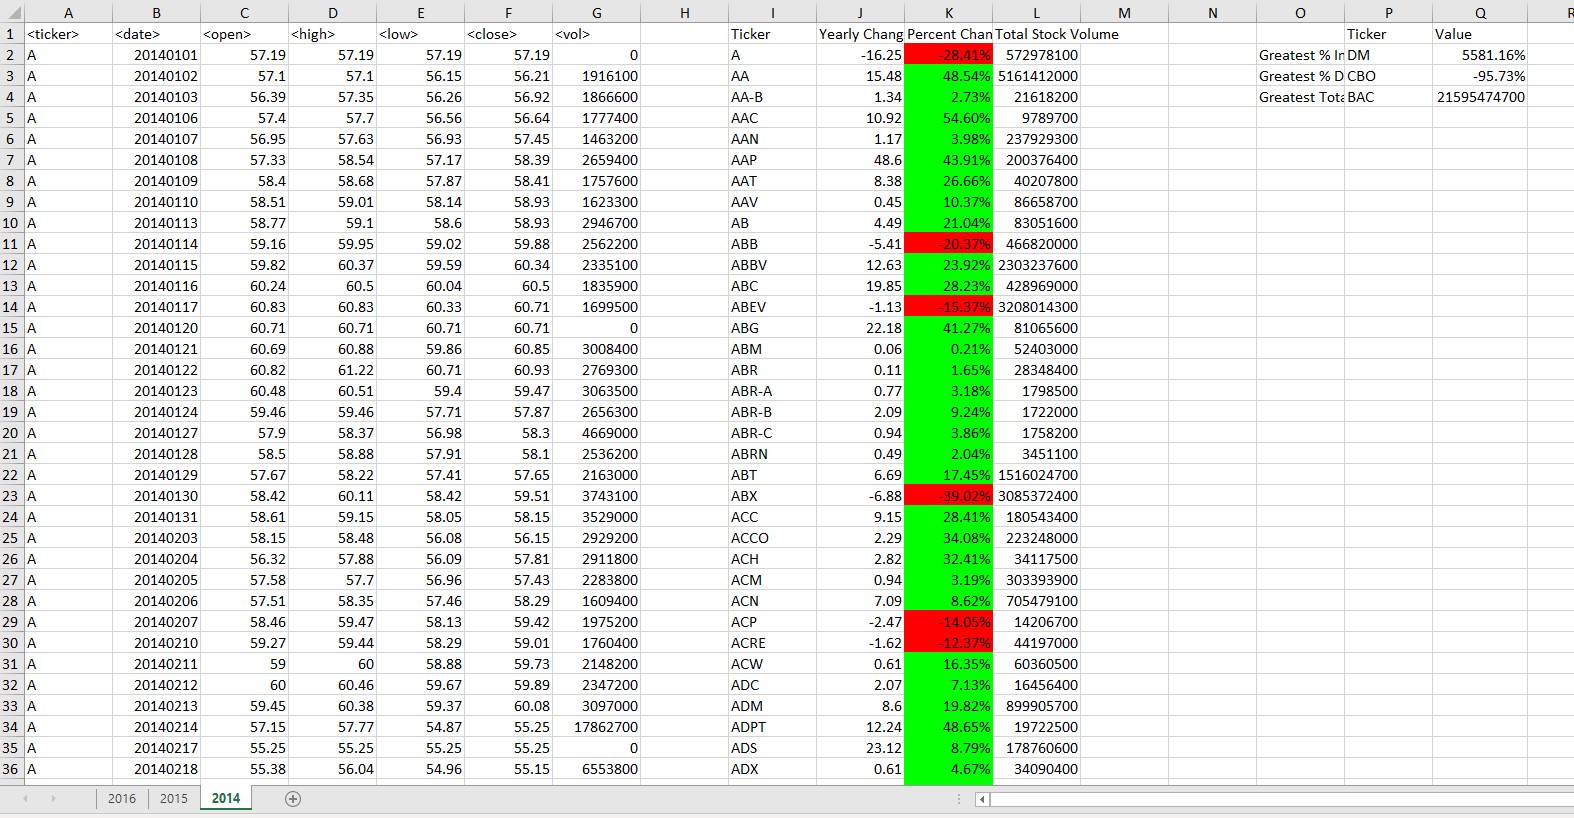 A B C D E F G H I J K L M N O P Q R
1 <ticker> <date> <open> <high> <low> <close> <vol> Ticker Yearly Chang Percent Chan Total Stock Volume Ticker Value
2 A 20140101 57.19 57.19 57.19 57.19 0 A -16.25 -28.41% 572978100 Greatest % In DM 5581.16%
3 A 20140102 57.1 57.1 56.15 56.21 1916100 AA 15.48 48.54% 5161412000 Greatest % D CBO -95.73%
4 A 20140103 56.39 57.35 56.26 56.92 1866600 AA-B 1.34 2.73% 21618200 Greatest Tota BAC 21595474700
5 A 20140106 57.4 57.7 56.56 56.64 1777400 AAC 10.92 54.60% 9789700
6 A 20140107 56.95 57.63 56.93 57.45 1463200 AAN 1.17 3.98% 237929300
7 A 20140108 57.33 58.54 57.17 58.39 2659400 AAP 48.6 43.91% 200376400
8 A 20140109 58.4 58.68 57.87 58.41 1757600 AAT 8.38 26.66% 40207800
9 A 20140110 58.51 59.01 58.14 58.93 1623300 AAV 0.45 10.37% 86658700
10 A 20140113 58.77 59.1 58.6 58.93 2946700 AB 4.49 21.04% 83051600
11 A 20140114 59.16 59.95 59.02 59.88 2562200 ABB -5.41 -20.37% 466820000
12 A 20140115 59.82 60.37 59.59 60.34 2335100 ABBV 12.63 23.92% 2303237600
13 A 20140116 60.24 60.5 60.04 60.5 1835900 ABC 19.85 28.23% 428969000
14 A 20140117 60.83 60.83 60.33 60.71 1699500 ABEV -1.13 -15.37% 3208014300
15 A 20140120 60.71 60.71 60.71 60.71 0 ABG 22.18 41.27% 81065600
16 A 20140121 60.69 60.88 59.86 60.85 3008400 ABM 0.06 0.21% 52403000
17 A 20140122 60.82 61.22 60.71 60.93 2769300 ABR 0.11 1.65% 28348400
18 A 20140123 60.48 60.51 59.4 59.47 3063500 ABR-A 0.77 3.18% 1798500
19 A 20140124 59.46 59.46 57.71 57.87 2656300 ABR-B 2.09 9.24% 1722000
20 A 20140127 57.9 58.37 56.98 58.3 4669000 ABR-C 0.94 3.86% 1758200
21 A 20140128 58.5 58.88 57.91 58.1 2536200 ABRN 0.49 2.04% 3451100
22 A 20140129 57.67 58.22 57.41 57.65 2163000 ABT 6.69 17.45% 1516024700
23 A 20140130 58.42 60.11 58.42 59.51 3743100 ABX -6.88 -39.02% 3085372400
24 A 20140131 58.61 59.15 58.05 58.15 3529000 ACC 9.15 28.41% 180543400
25 A 20140203 58.15 58.48 56.08 56.15 2929200 ACCO 2.29 34.08% 223248000
26 A 20140204 56.32 57.88 56.09 57.81 2911800 ACH 2.82 32.41% 34117500
27 A 20140205 57.58 57.7 56.96 57.43 2283800 ACM 0.94 3.19% 303393900
28 A 20140206 57.51 58.35 57.46 58.29 1609400 ACN 7.09 8.62% 705479100
29 A 20140207 58.46 59.47 58.13 59.42 1975200 ACP -2.47 -14.05% 14206700
30 A 20140210 59.27 59.44 58.29 59.01 1760400 ACRE -1.62 -12.37% 44197000
31 A 20140211 59 60 58.88 59.73 2148200 ACW 0.61 16.35% 60360500
32 A 20140212 60 60.46 59.67 59.89 2347200 ADC 2.07 7.13% 16456400
33 A 20140213 59.45 60.38 59.37 60.08 3097000 ADM 8.6 19.82% 899905700
34 A 20140214 57.15 57.77 54.87 55.25 17862700 ADPT 12.24 48.65% 19722500
35 A 20140217 55.25 55.25 55.25 55.25 0 ADS 23.12 8.79% 178760600
36 A 20140218 55.38 56.04 54.96 55.15 6553800 ADX 0.61 4.67% 34090400
2016 2015 2014